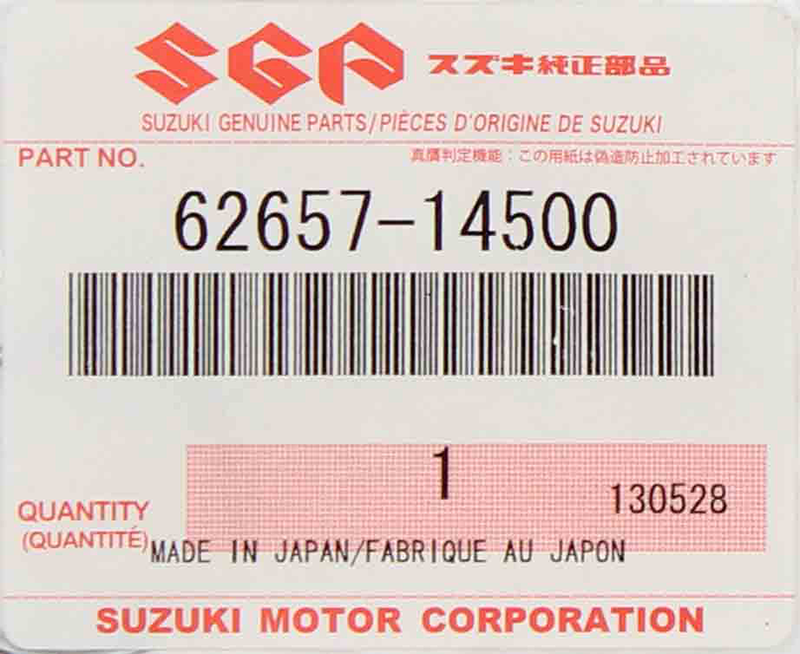 SGP スズキ純正部品
SUZUKI GENUINE PARTS/PIÈCES D'ORIGINE DE SUZUKI
PART NO. 真贋判定機能：この用紙は偽造防止加工されています
62657-14500
1
130528
QUANTITY
(QUANTITÉ)
MADE IN JAPAN/FABRIQUE AU JAPON
SUZUKI MOTOR CORPORATION